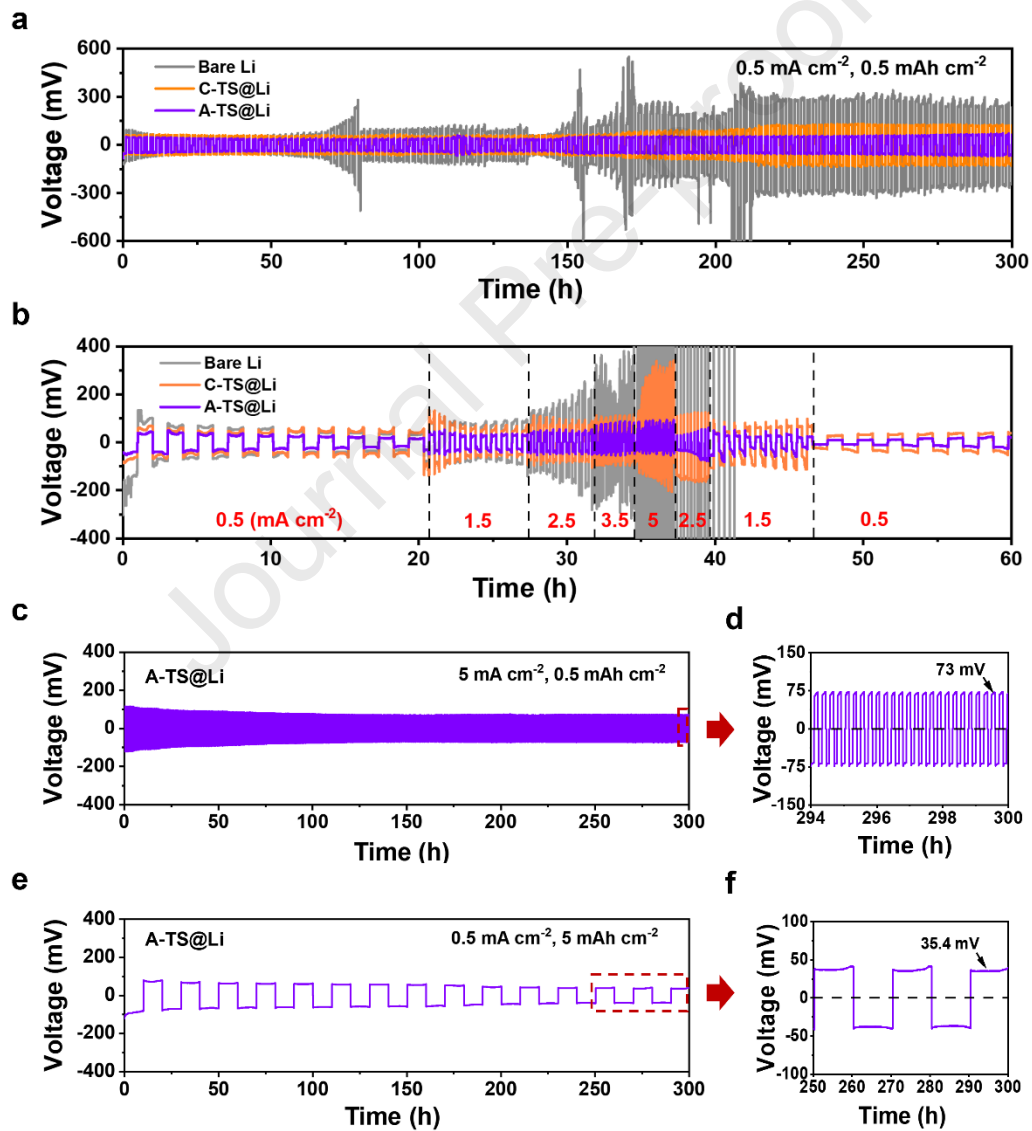 a
Journal Pre-proof
600
300
0
-300
-600
Voltage (mV)
Bare Li
C-TS@Li
A-TS@Li
0.5 mA cm⁻², 0.5 mAh cm⁻²
0 50 100 150 200 250 300
Time (h)
b
400
200
0
-200
-400
Voltage (mV)
Bare Li
C-TS@Li
A-TS@Li
0.5 (mA cm⁻²) 1.5 2.5 3.5 5 2.5 1.5 0.5
0 10 20 30 40 50 60
Time (h)
c
400
200
0
-200
-400
Voltage (mV)
A-TS@Li
5 mA cm⁻², 0.5 mAh cm⁻²
0 50 100 150 200 250 300
Time (h)
d
150
75
0
-75
-150
Voltage (mV)
73 mV
294 296 298 300
Time (h)
e
400
200
0
-200
-400
Voltage (mV)
A-TS@Li
0.5 mA cm⁻², 5 mAh cm⁻²
0 50 100 150 200 250 300
Time (h)
f
100
50
0
-50
-100
Voltage (mV)
35.4 mV
250 260 270 280 290 300
Time (h)